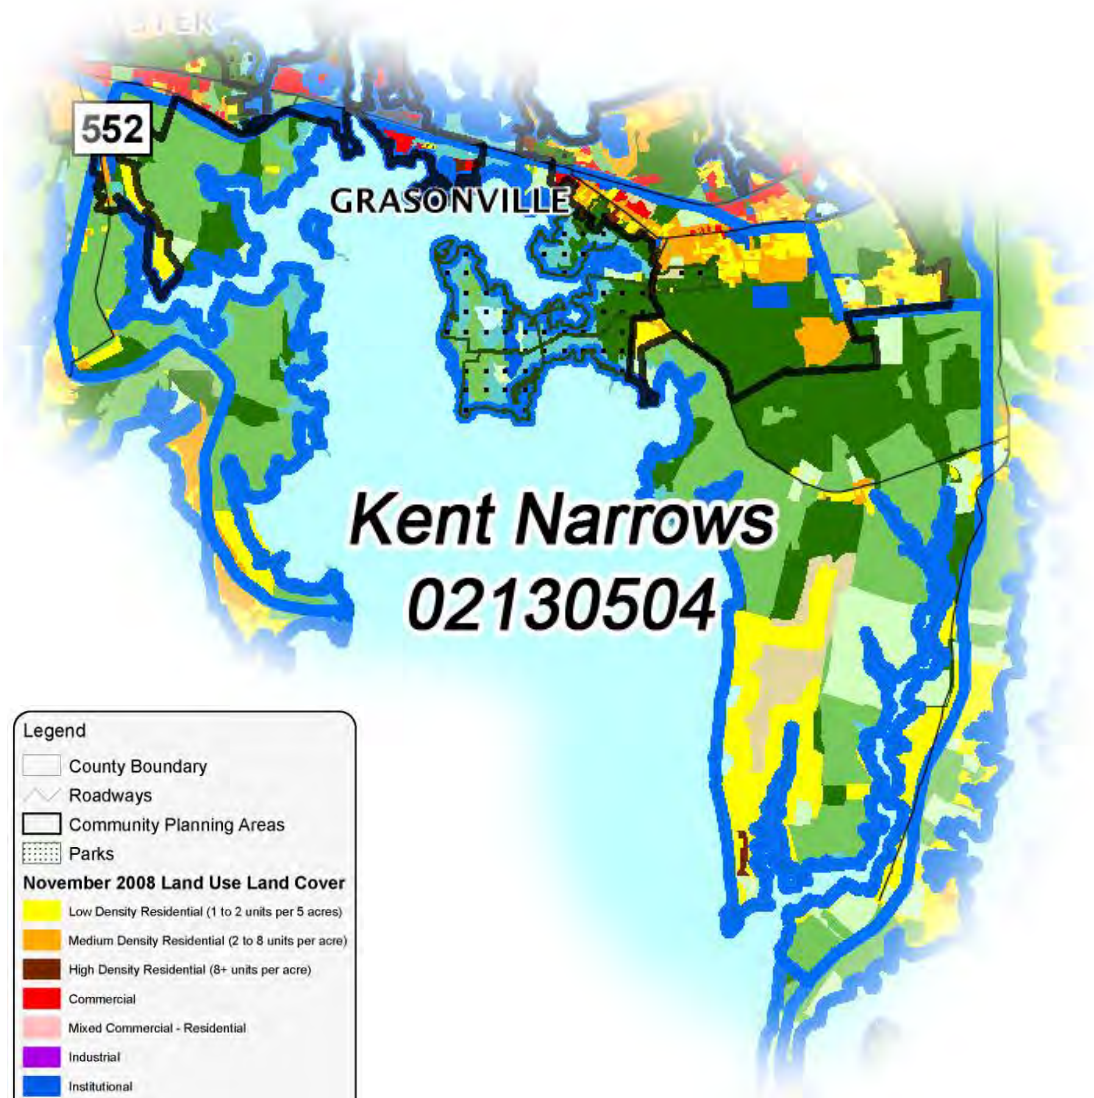 552
GRASONVILLE
Kent Narrows
02130504
Legend
County Boundary
Roadways
Community Planning Areas
Parks
November 2008 Land Use Land Cover
Low Density Residential (1 to 2 units per 5 acres)
Medium Density Residential (2 to 8 units per acre)
High Density Residential (8+ units per acre)
Commercial
Mixed Commercial - Residential
Industrial
Institutional